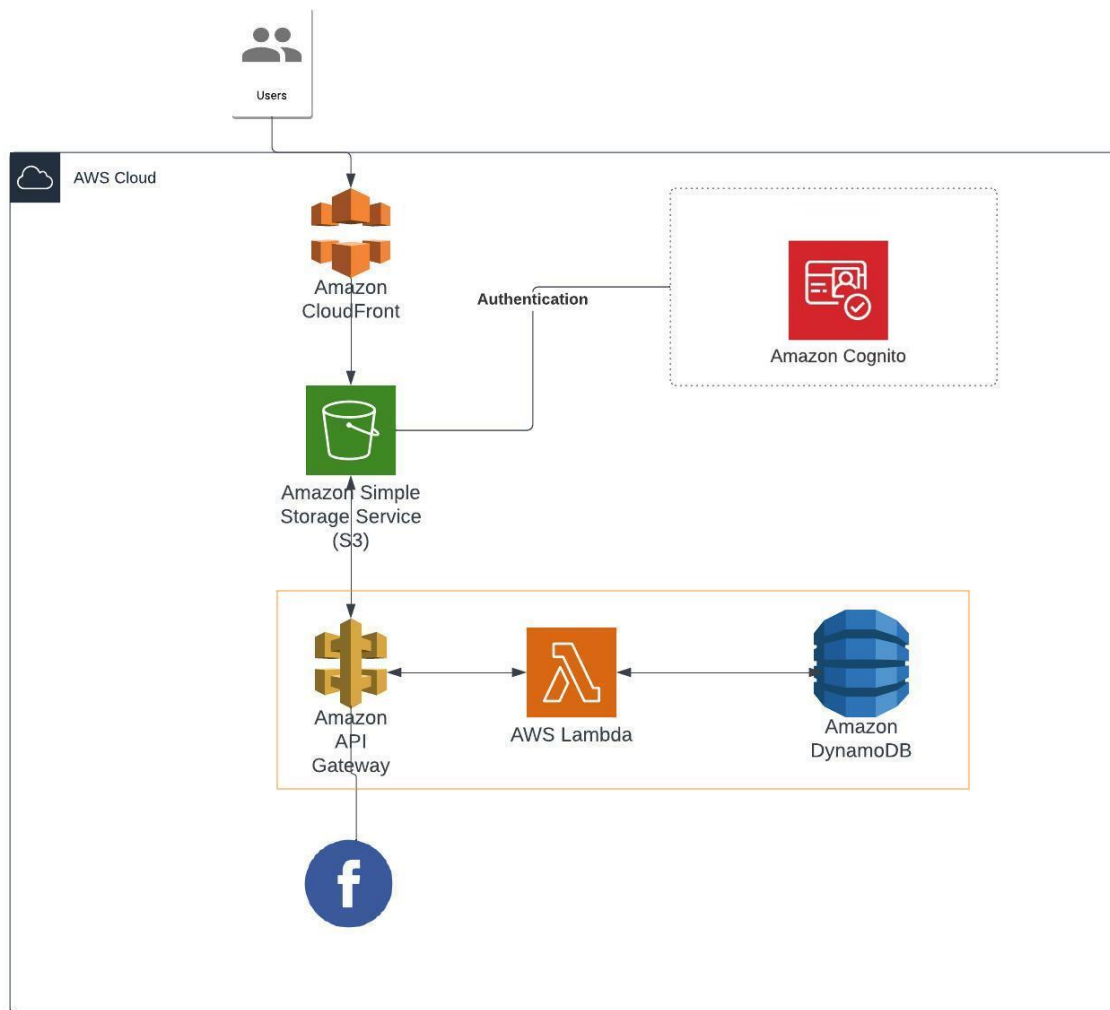 Users
AWS Cloud
Amazon
CloudFront
Authentication
Amazon Cognito
Amazon Simple
Storage Service
(S3)
Amazon
API
Gateway
AWS Lambda
Amazon
DynamoDB
f